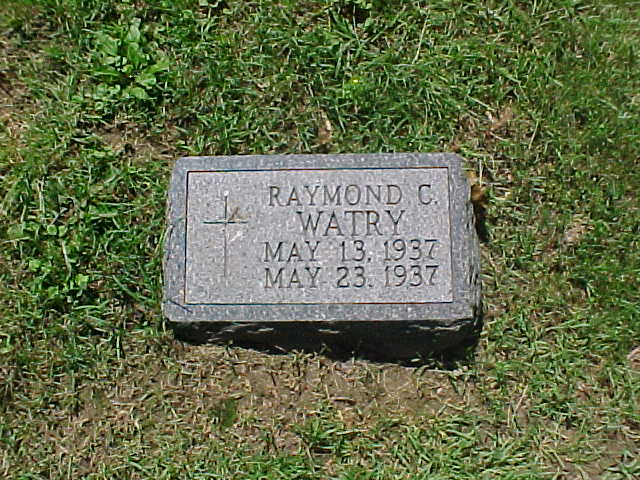 RAYMOND C.
WATRY
MAY 13, 1937
MAY 23, 1937